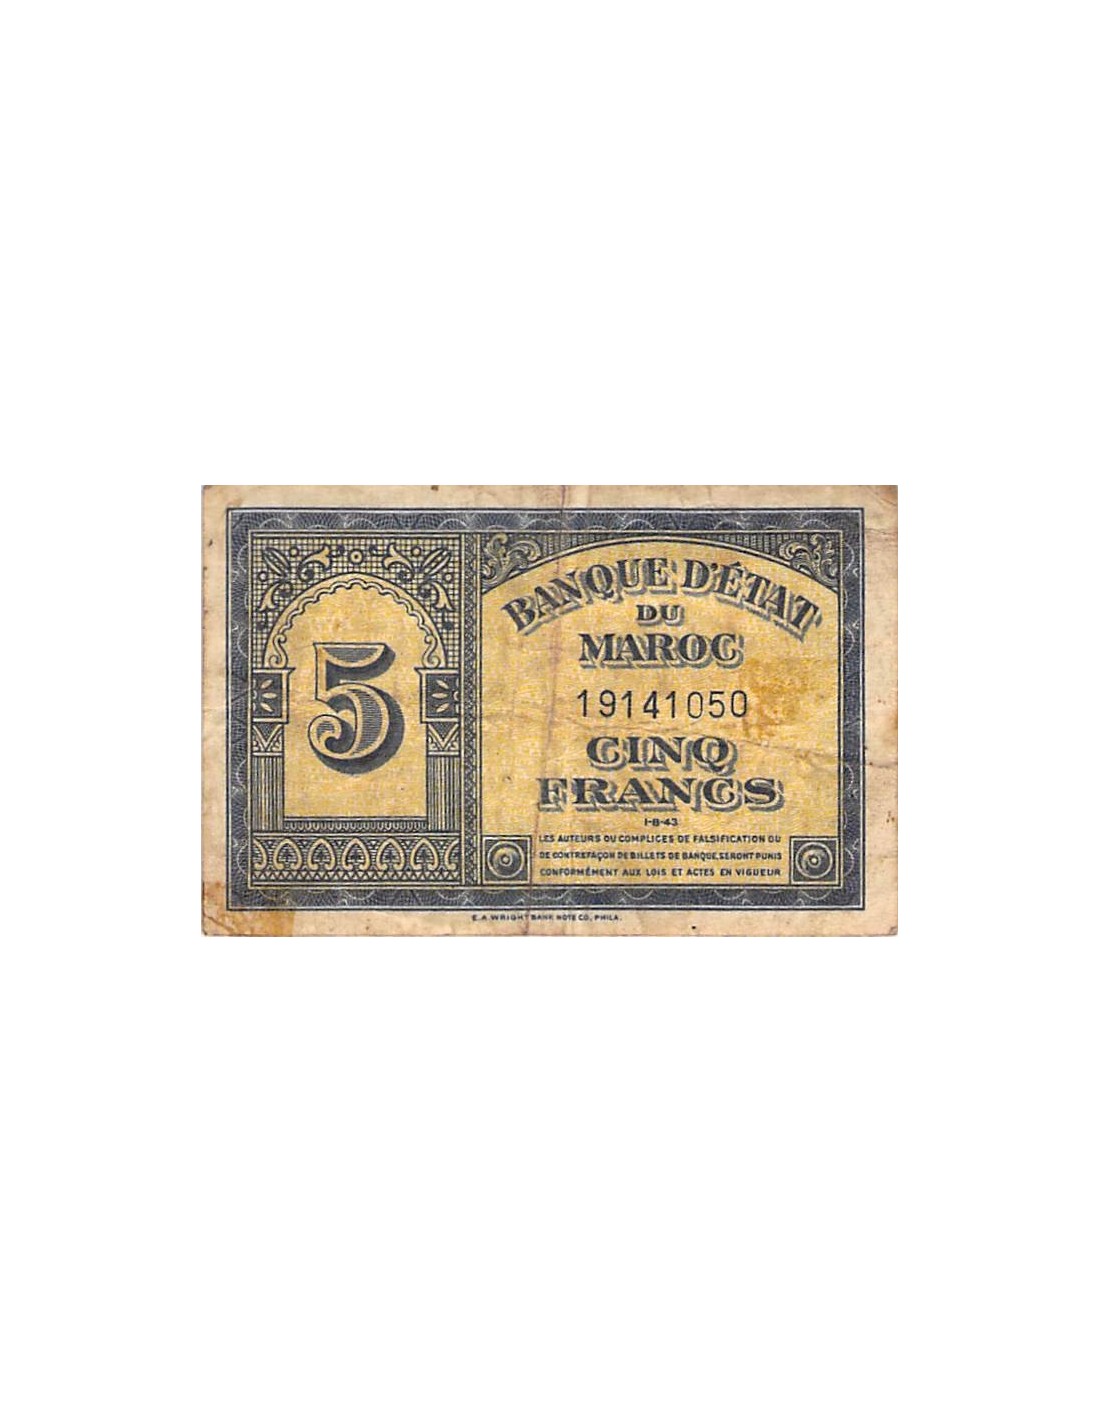 5
BANQUE D'ÉTAT
DU
MAROC
19141050
CINQ
FRANCS
1-8-43
LES AUTEURS OU COMPLICES DE FALSIFICATION OU
DE CONTREFAÇON DE BILLETS DE BANQUE, SERONT PUNIS
CONFORMÉMENT AUX LOIS ET ACTES EN VIGUEUR
E.A. WRIGHT BANK NOTE CO., PHILA.